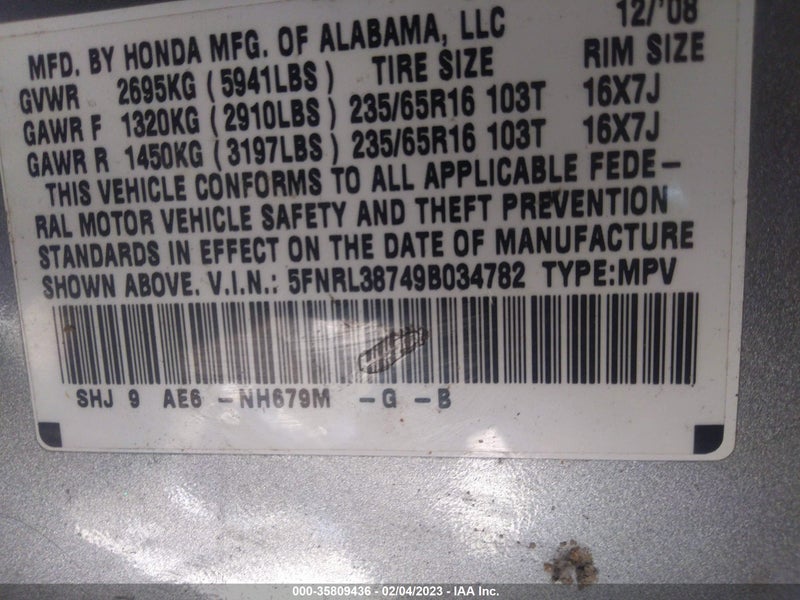 MFD. BY HONDA MFG. OF ALABAMA, LLC 12/'08
GVWR 2695KG (5941LBS) TIRE SIZE RIM SIZE
GAWR F 1320KG (2910LBS) 235/65R16 103T 16X7J
GAWR R 1450KG (3197LBS) 235/65R16 103T 16X7J
THIS VEHICLE CONFORMS TO ALL APPLICABLE FEDE-
RAL MOTOR VEHICLE SAFETY AND THEFT PREVENTION
STANDARDS IN EFFECT ON THE DATE OF MANUFACTURE
SHOWN ABOVE. V.I.N.: 5FNRL38749B034782 TYPE:MPV
SHJ 9 AE6 -NH679M -G -B
000-35809436 - 02/04/2023 - IAA Inc.